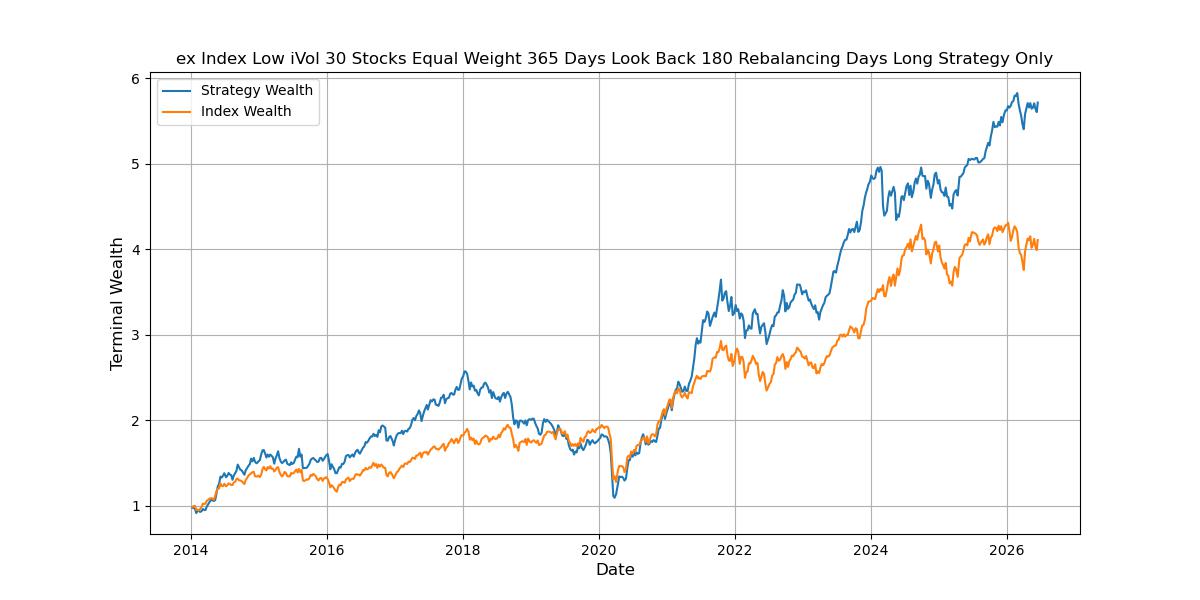 ex Index Low iVol 30 Stocks Equal Weight 365 Days Look Back 180 Rebalancing Days Long Strategy Only
Strategy Wealth
Index Wealth
Terminal Wealth
6
5
4
3
2
1
2014
2016
2018
2020
2022
2024
2026
Date